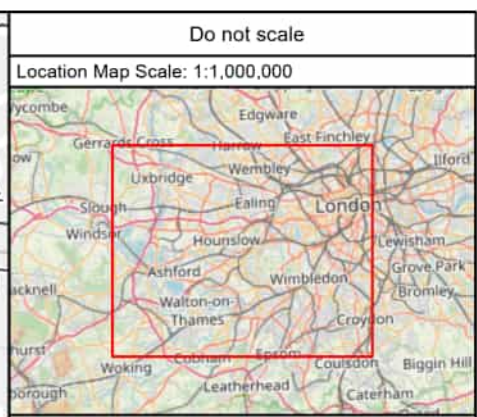 Do not scale
Location Map Scale: 1:1,000,000
Edgware
Gerrards Cross
Harrow
East Finchley
Ilford
Uxbridge
Wembley
Slough
Ealing
London
Windsor
Hounslow
Lewisham
Ashford
Wimbledon
Grove Park
Bromley
Walton-on-
Thames
Croydon
Woking
Cobham
Epsom
Coulsdon
Biggin Hill
Leatherhead
Caterham